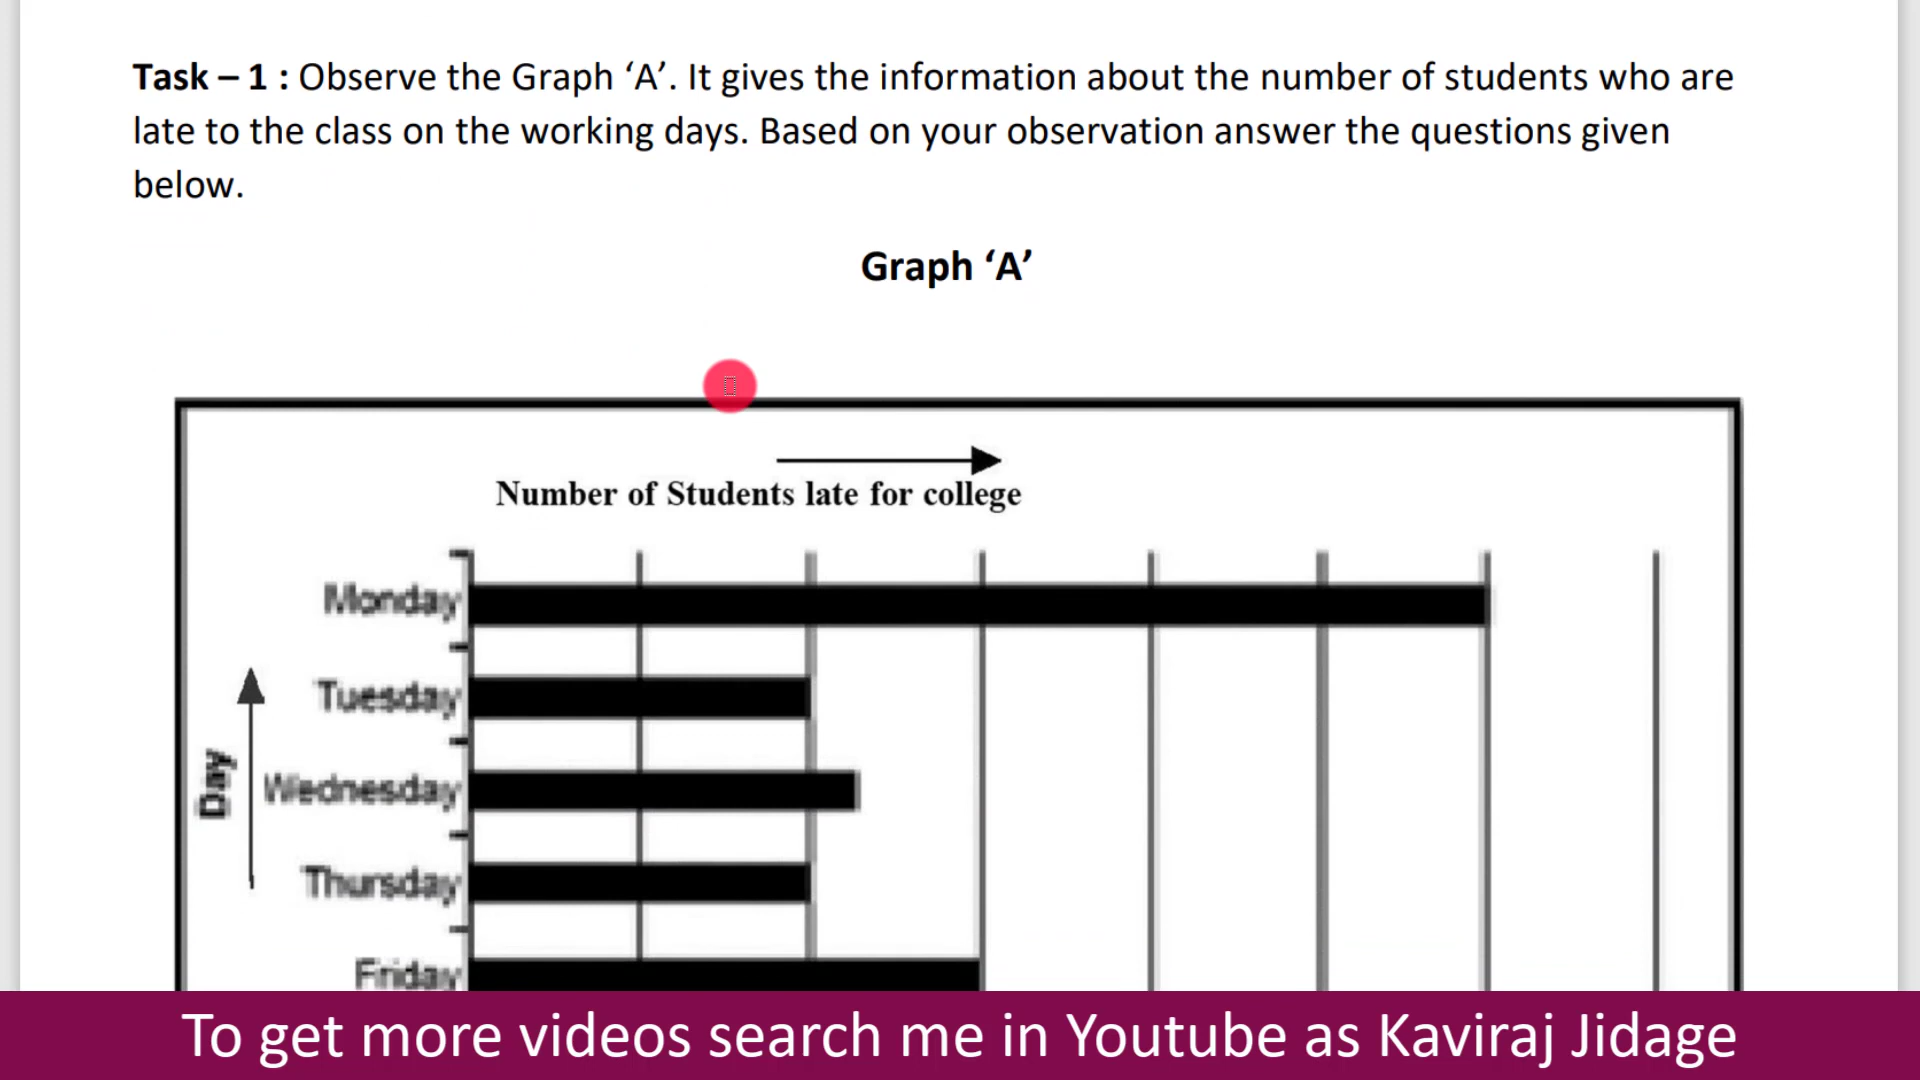 Task – 1 : Observe the Graph ‘A’. It gives the information about the number of students who are
late to the class on the working days. Based on your observation answer the questions given
below.
Graph ‘A’
Number of Students late for college
Monday
Tuesday
Day
Wednesday
Thursday
Friday
To get more videos search me in Youtube as Kaviraj Jidage